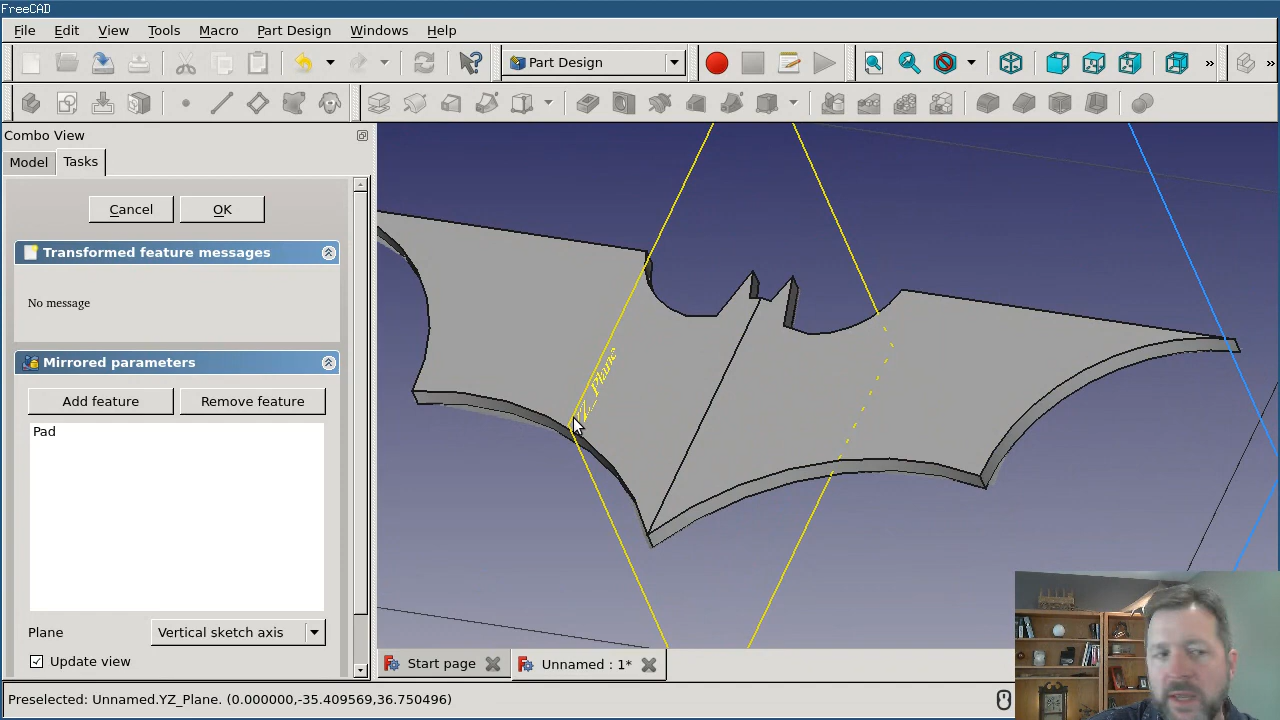 FreeCAD
File Edit View Tools Macro Part Design Windows Help
Part Design
»
»
Combo View
Model Tasks
Cancel OK
Transformed feature messages
No message
Mirrored parameters
Add feature Remove feature
Pad
Plane Vertical sketch axis
Update view
YZ_Plane
Start page Unnamed : 1*
Preselected: Unnamed.YZ_Plane. (0.000000,-35.409569,36.750496)